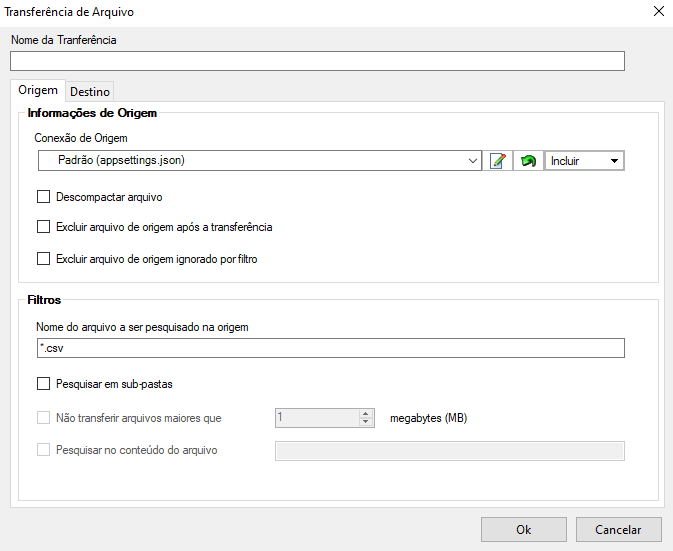 Transferência de Arquivo
Nome da Tranferência
Origem
Destino
Informações de Origem
Conexão de Origem
Padrão (appsettings.json)
Incluir
Descompactar arquivo
Excluir arquivo de origem após a transferência
Excluir arquivo de origem ignorado por filtro
Filtros
Nome do arquivo a ser pesquisado na origem
*.csv
Pesquisar em sub-pastas
Não transferir arquivos maiores que 1 megabytes (MB)
Pesquisar no conteúdo do arquivo
Ok
Cancelar